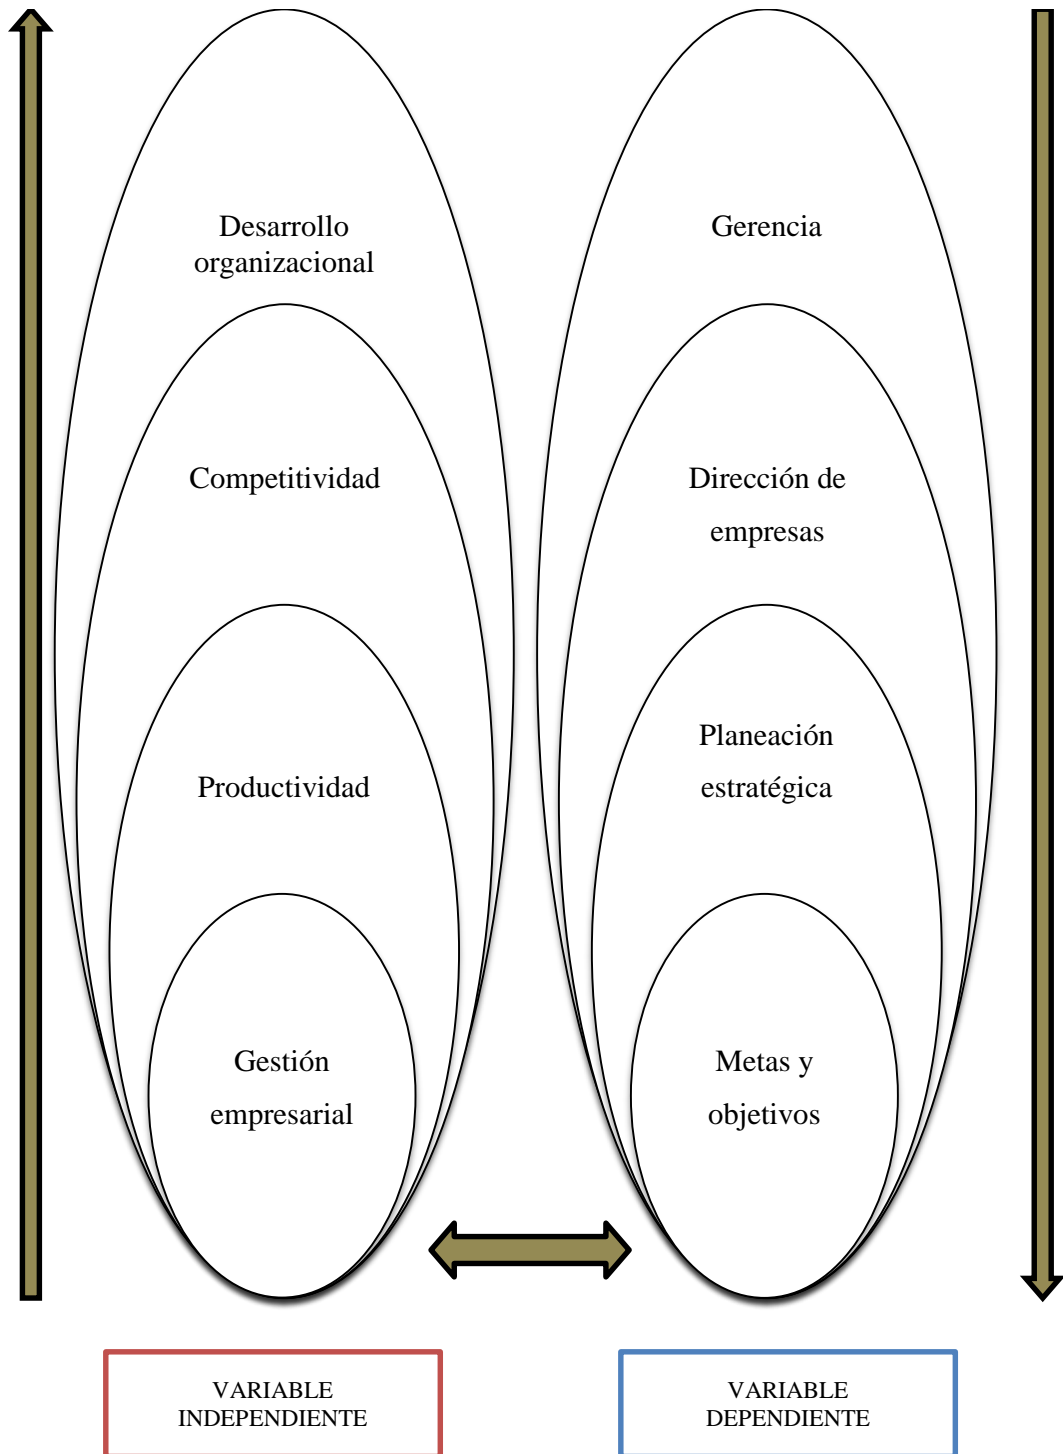 Desarrollo
organizacional
Gerencia
Competitividad
Dirección de
empresas
Productividad
Planeación
estratégica
Gestión
empresarial
Metas y
objetivos
VARIABLE
INDEPENDIENTE
VARIABLE
DEPENDIENTE